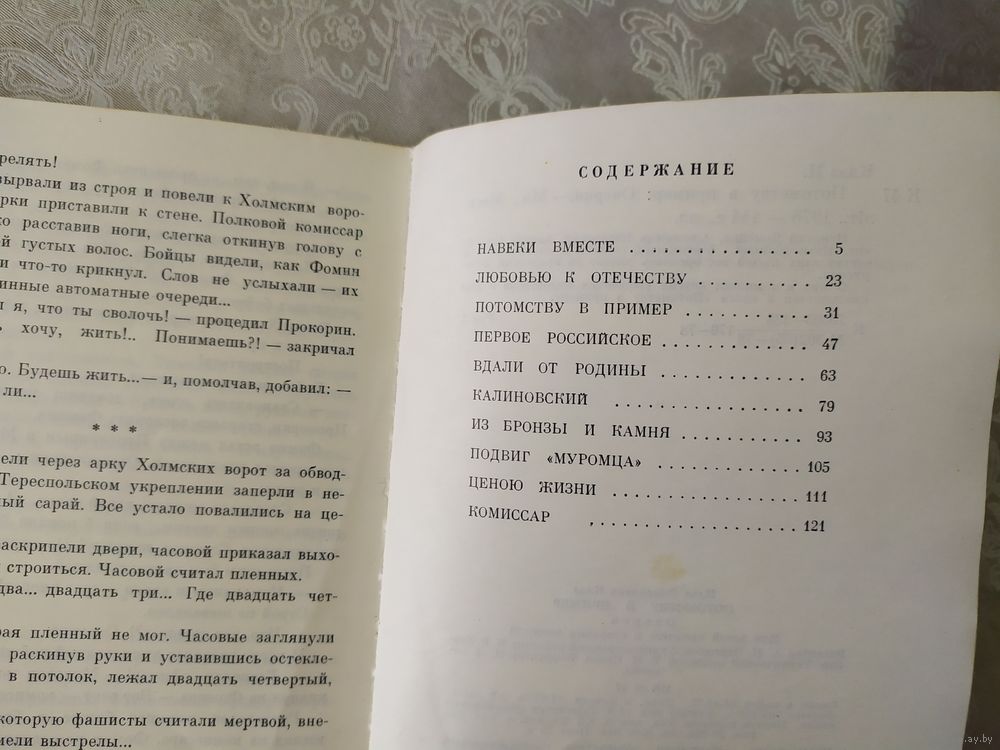 релять!
вырвали из строя и повели к Холмским воро-
приставили к стене. Полковой комиссар
расставив ноги, слегка откинув голову с
густых волос. Бойцы видели, как Фомин
и что-то крикнул. Слов не услыхали — их
автоматные очереди...
я, что ты сволочь! — процедил Прокорин.
хочу, жить!.. Понимаешь?! — закричал
о. Будешь жить...— и, помолчав, добавил: —
ли...
* * *
ели через арку Холмских ворот за обвод-
Тереспольском укреплении заперли в не-
ый сарай. Все устало повалились на це-
аскрипели двери, часовой приказал выхо-
строиться. Часовой считал пленных.
два... двадцать три... Где двадцать чет-
ая пленный не мог. Часовые заглянули
раскинув руки и уставившись остекле-
в потолок, лежал двадцать четвертый,
которую фашисты считали мертвой, вне-
мели выстрелы...
СОДЕРЖАНИЕ
НАВЕКИ ВМЕСТЕ . . . . . . . . . . . . . . 5
ЛЮБОВЬЮ К ОТЕЧЕСТВУ . . . . . . . . . . 23
ПОТОМСТВУ В ПРИМЕР . . . . . . . . . . . 31
ПЕРВОЕ РОССИЙСКОЕ . . . . . . . . . . . . 47
ВДАЛИ ОТ РОДИНЫ . . . . . . . . . . . . 63
КАЛИНОВСКИЙ . . . . . . . . . . . . . . . 79
ИЗ БРОНЗЫ И КАМНЯ . . . . . . . . . . . 93
ПОДВИГ «МУРОМЦА» . . . . . . . . . . . . 105
ЦЕНОЮ ЖИЗНИ . . . . . . . . . . . . . . . 111
КОМИССАР . . . . . . . . . . . . . . . . 121
.ay.by